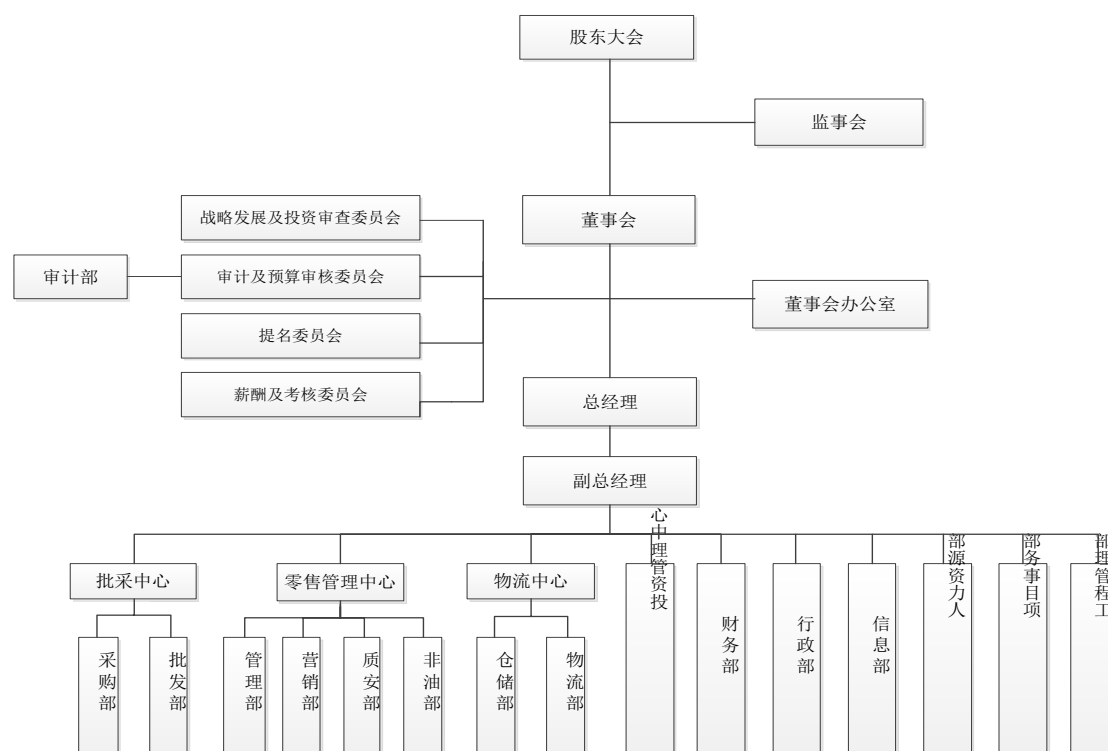 股东大会
监事会
战略发展及投资审查委员会
董事会
审计部
审计及预算审核委员会
董事会办公室
提名委员会
薪酬及考核委员会
总经理
副总经理
批采中心
零售管理中心
物流中心
心中理管资投
财务部
行政部
信息部
部源资力人
部务事目项
部理管程工
采购部
批发部
管理部
营销部
质安部
非油部
仓储部
物流部